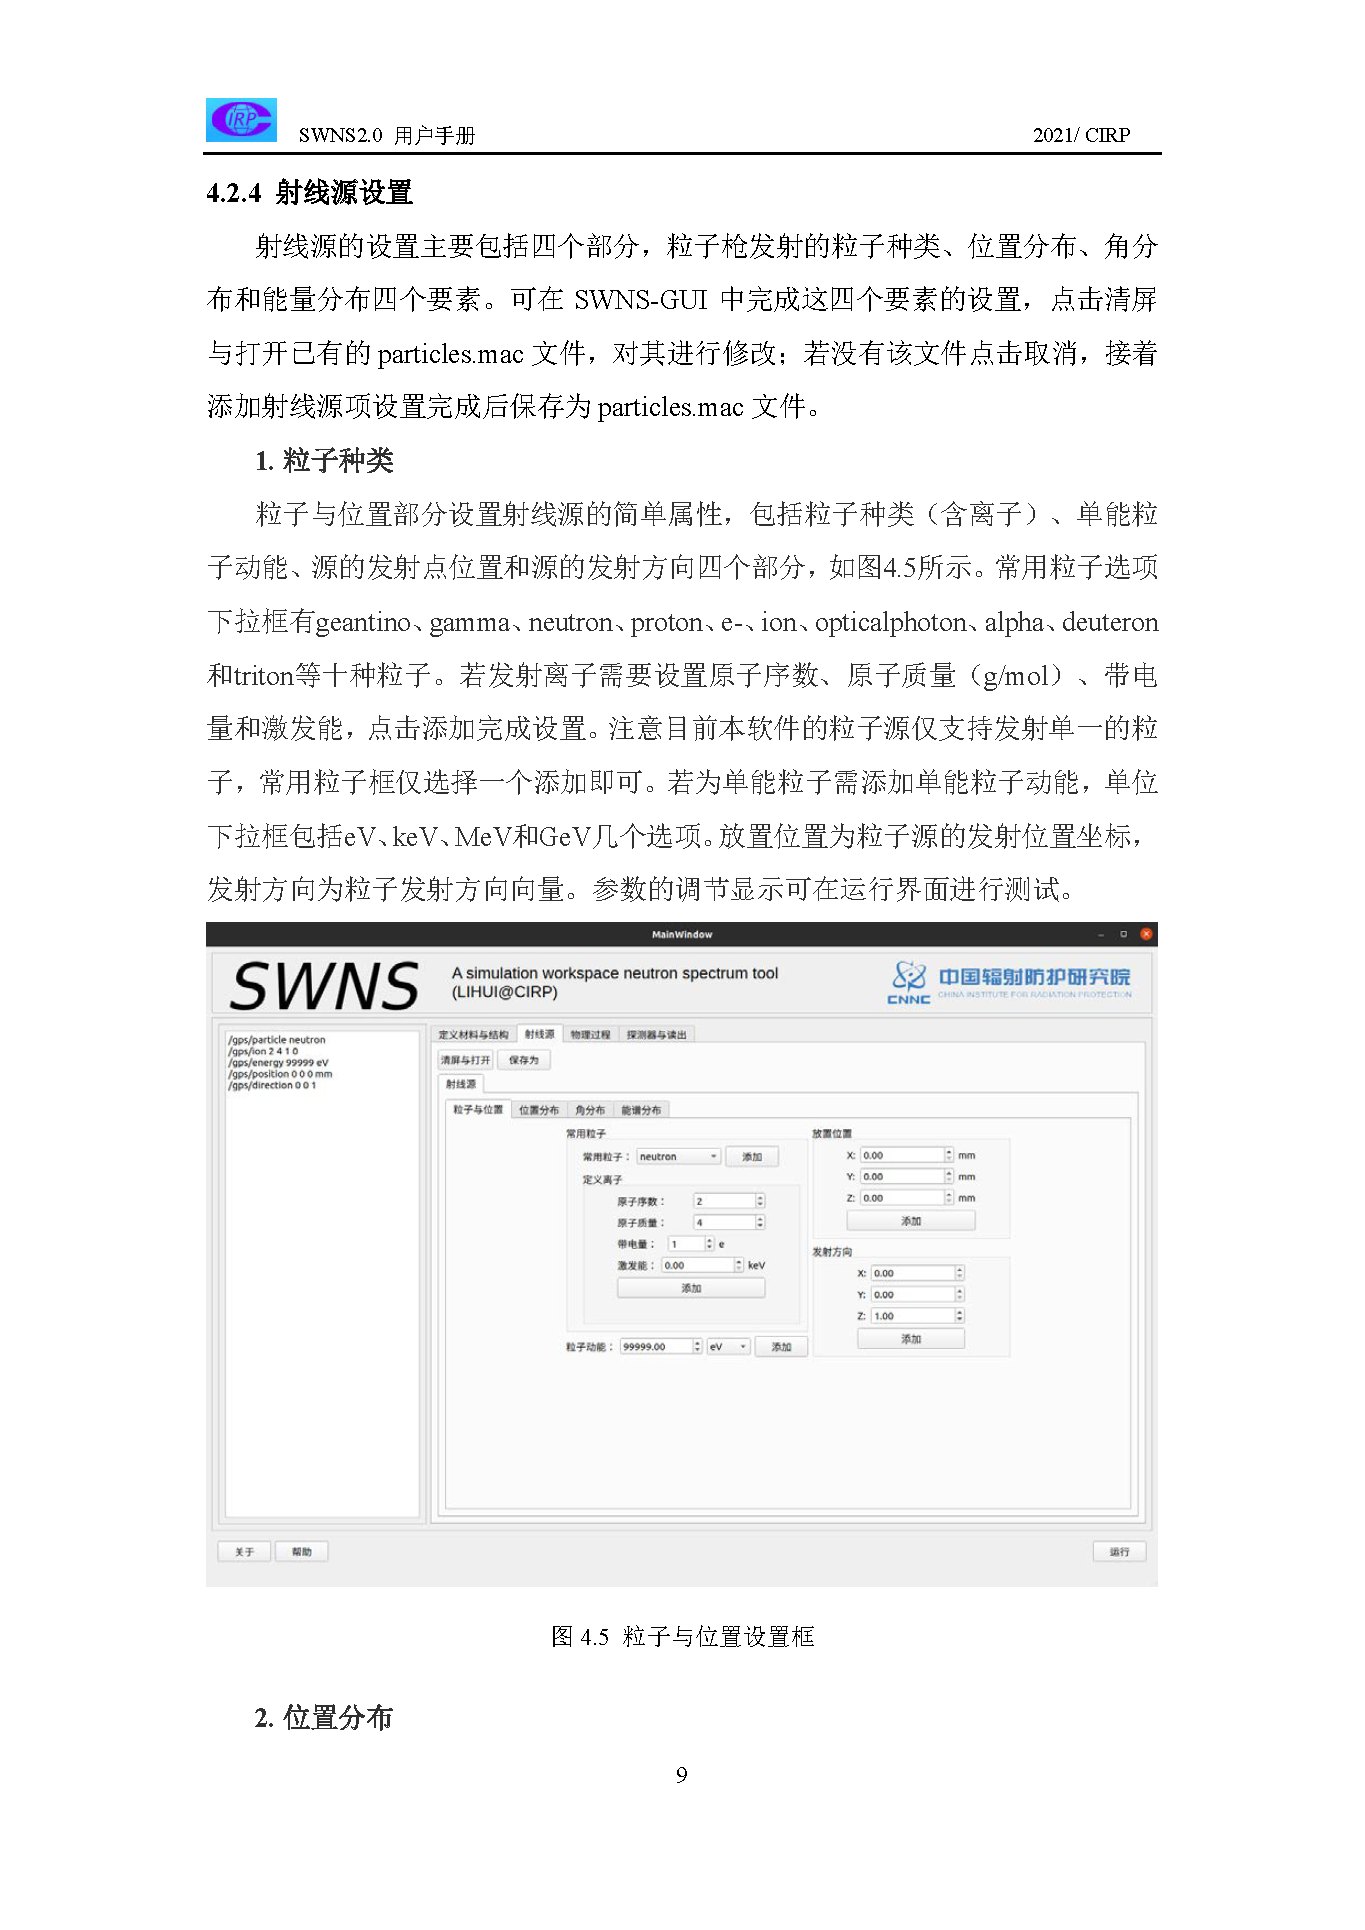 IRP
SWNS2.0 用户手册
2021/ CIRP
4.2.4 射线源设置
射线源的设置主要包括四个部分，粒子枪发射的粒子种类、位置分布、角分
布和能量分布四个要素。可在 SWNS-GUI 中完成这四个要素的设置，点击清屏
与打开已有的 particles.mac 文件，对其进行修改；若没有该文件点击取消，接着
添加射线源项设置完成后保存为 particles.mac 文件。
1. 粒子种类
粒子与位置部分设置射线源的简单属性，包括粒子种类（含离子）、单能粒
子动能、源的发射点位置和源的发射方向四个部分，如图4.5所示。常用粒子选项
下拉框有geantino、gamma、neutron、proton、e-、ion、opticalphoton、alpha、deuteron
和triton等十种粒子。若发射离子需要设置原子序数、原子质量（g/mol）、带电
量和激发能，点击添加完成设置。注意目前本软件的粒子源仅支持发射单一的粒
子，常用粒子框仅选择一个添加即可。若为单能粒子需添加单能粒子动能，单位
下拉框包括eV、keV、MeV和GeV几个选项。放置位置为粒子源的发射位置坐标，
发射方向为粒子发射方向向量。参数的调节显示可在运行界面进行测试。
MainWindow
SWNS
A simulation workspace neutron spectrum tool
(LIHUI@CIRP)
CNNC
中国辐射防护研究院
CHINA INSTITUTE FOR RADIATION PROTECTION
/gps/particle neutron
/gps/ion 2 4 1 0
/gps/energy 99999 eV
/gps/position 0 0 0 mm
/gps/direction 0 0 1
定义材料与结构 射线源 物理过程 探测器与读出
清屏与打开 保存为
射线源
粒子与位置 位置分布 角分布 能谱分布
常用粒子
常用粒子： neutron 添加
定义离子
原子序数： 2
原子质量： 4
带电量： 1 e
激发能： 0.00 keV
添加
粒子动能： 99999.00 eV 添加
放置位置
X: 0.00 mm
Y: 0.00 mm
Z: 0.00 mm
添加
发射方向
X: 0.00
Y: 0.00
Z: 1.00
添加
关于 帮助 运行
图 4.5 粒子与位置设置框
2. 位置分布
9